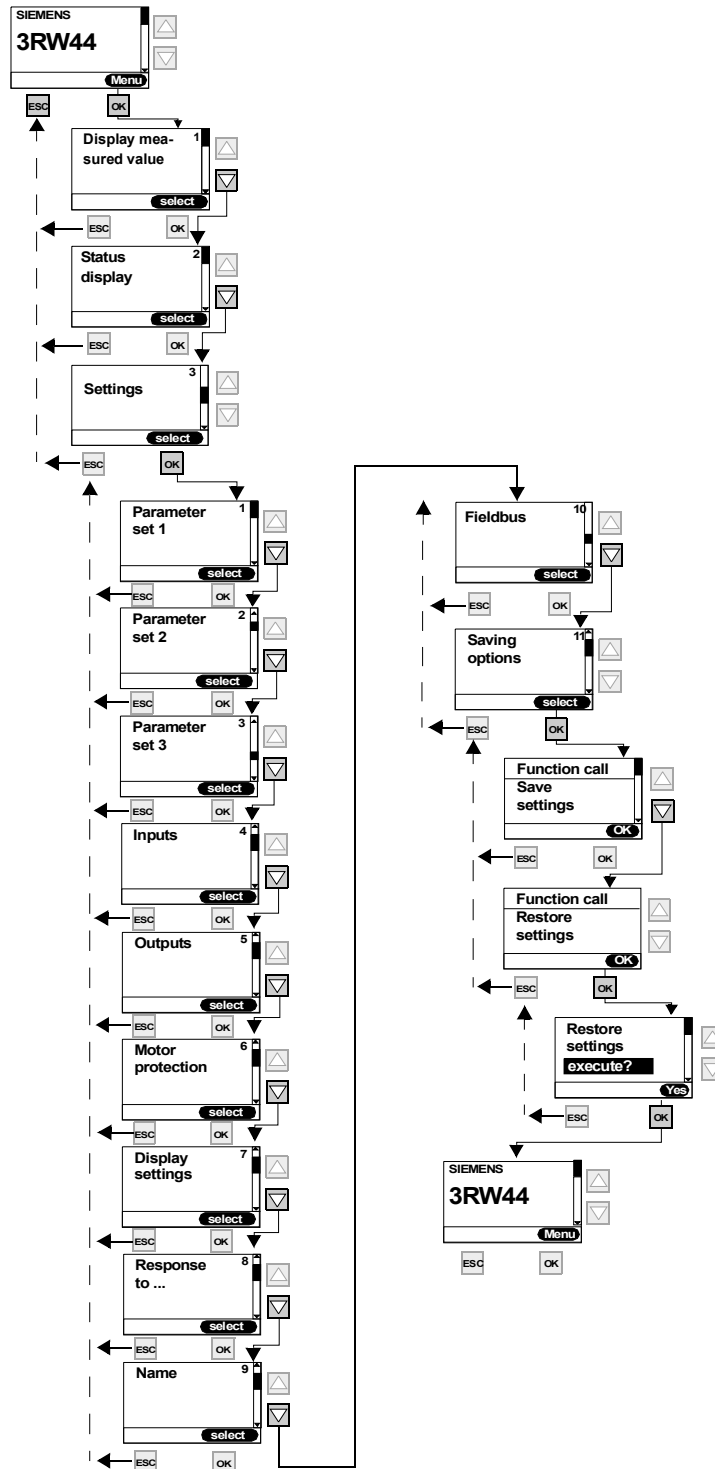 SIEMENS
3RW44
Menu
ESC
OK
Display mea-
sured value
1
select
ESC
OK
Status
display
2
select
ESC
OK
Settings
3
select
ESC
OK
Parameter
set 1
1
select
ESC
OK
Parameter
set 2
2
select
ESC
OK
Parameter
set 3
3
select
ESC
OK
Inputs
4
select
ESC
OK
Outputs
5
select
ESC
OK
Motor
protection
6
select
ESC
OK
Display
settings
7
select
ESC
OK
Response
to ...
8
select
ESC
OK
Name
9
select
ESC
OK
Fieldbus
10
select
ESC
OK
Saving
options
11
select
ESC
OK
Function call
Save
settings
OK
ESC
OK
Function call
Restore
settings
OK
ESC
OK
Restore
settings
execute?
Yes
ESC
OK
SIEMENS
3RW44
Menu
ESC
OK